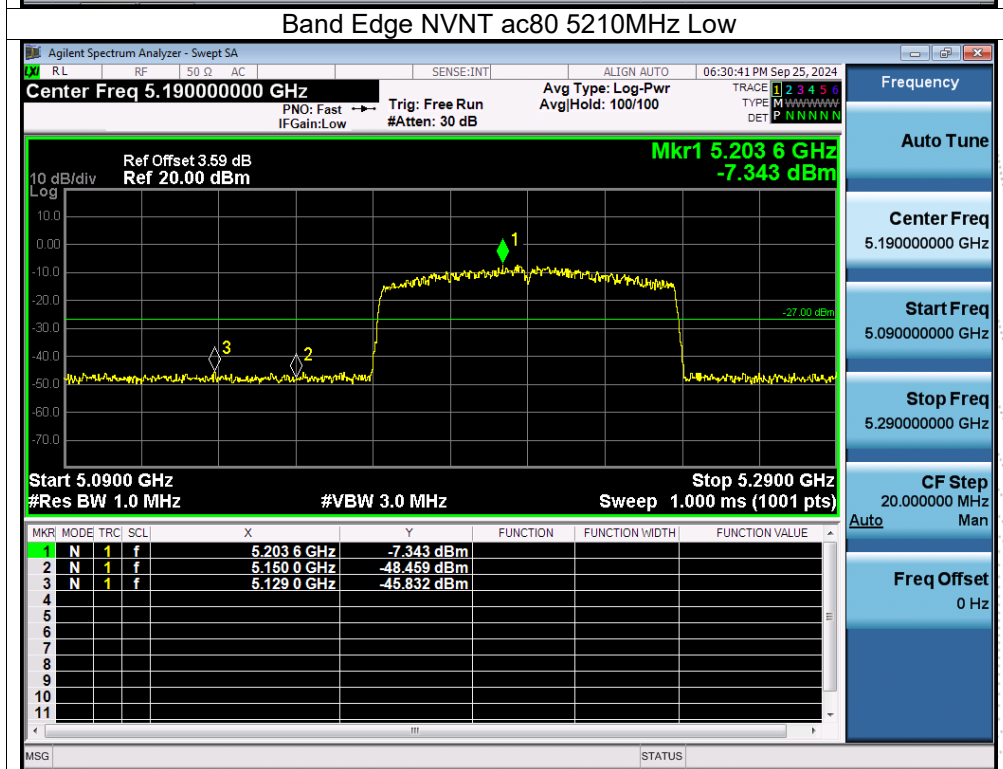 Band Edge NVNT ac80 5210MHz Low
Agilent Spectrum Analyzer - Swept SA
LXI RL RF 50 Ω AC SENSE:INT ALIGN AUTO 06:30:41 PM Sep 25, 2024
Center Freq 5.190000000 GHz
PNO: Fast
IFGain:Low
Trig: Free Run
#Atten: 30 dB
Avg Type: Log-Pwr
Avg|Hold: 100/100
TRACE 1 2 3 4 5 6
TYPE M WWWWW
DET P N N N N N
Ref Offset 3.59 dB
Ref 20.00 dBm
10 dB/div
Log
Mkr1 5.203 6 GHz
-7.343 dBm
10.0
0.00
-10.0
-20.0
-30.0
-40.0
-50.0
-60.0
-70.0
1
2
3
-27.00 dBm
Start 5.0900 GHz Stop 5.2900 GHz
#Res BW 1.0 MHz #VBW 3.0 MHz Sweep 1.000 ms (1001 pts)
MKR MODE TRC SCL X Y FUNCTION FUNCTION WIDTH FUNCTION VALUE
1 N 1 f 5.203 6 GHz -7.343 dBm
2 N 1 f 5.150 0 GHz -48.459 dBm
3 N 1 f 5.129 0 GHz -45.832 dBm
4
5
6
7
8
9
10
11
MSG STATUS
Frequency
Auto Tune
Center Freq
5.190000000 GHz
Start Freq
5.090000000 GHz
Stop Freq
5.290000000 GHz
CF Step
20.000000 MHz
Auto Man
Freq Offset
0 Hz